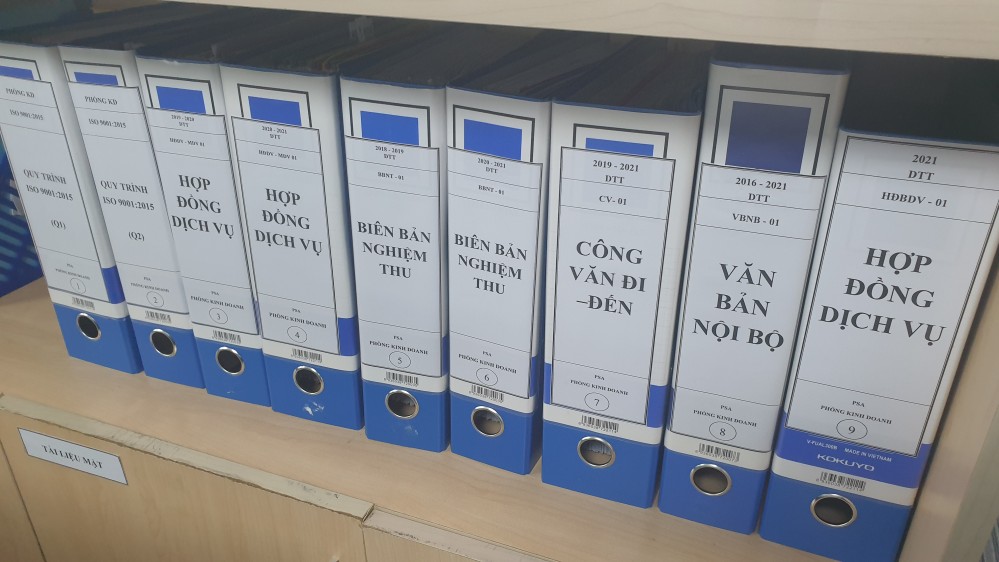 PHÒNG KD
ISO 9001:2015
QUY TRÌNH
ISO 9001:2015
(Q1)
PHÒNG KINH DOANH
1
PHÒNG KD
ISO 9001:2015
QUY TRÌNH
ISO 9001:2015
(Q2)
PHÒNG KINH DOANH
2
2019 - 2020
DTT
HĐDV - MDV 01
HỢP
ĐỒNG
DỊCH VỤ
PSA
PHÒNG KINH DOANH
3
2020 - 2021
DTT
HĐDV - MDV 01
HỢP
ĐỒNG
DỊCH VỤ
PSA
PHÒNG KINH DOANH
4
2018 - 2019
DTT
BBNT - 01
BIÊN BẢN
NGHIỆM
THU
PSA
PHÒNG KINH DOANH
5
2020 - 2021
DTT
BBNT - 01
BIÊN BẢN
NGHIỆM
THU
PSA
PHÒNG KINH DOANH
6
2019 - 2021
DTT
CV- 01
CÔNG
VĂN ĐI
–ĐẾN
PSA
PHÒNG KINH DOANH
7
2016 - 2021
DTT
VBNB - 01
VĂN
BẢN
NỘI BỘ
PSA
PHÒNG KINH DOANH
8
2021
DTT
HĐBDV - 01
HỢP
ĐỒNG
DỊCH VỤ
PSA
PHÒNG KINH DOANH
9
MADE IN VIETNAM
KOKUYO
TÀI LIỆU MẬT